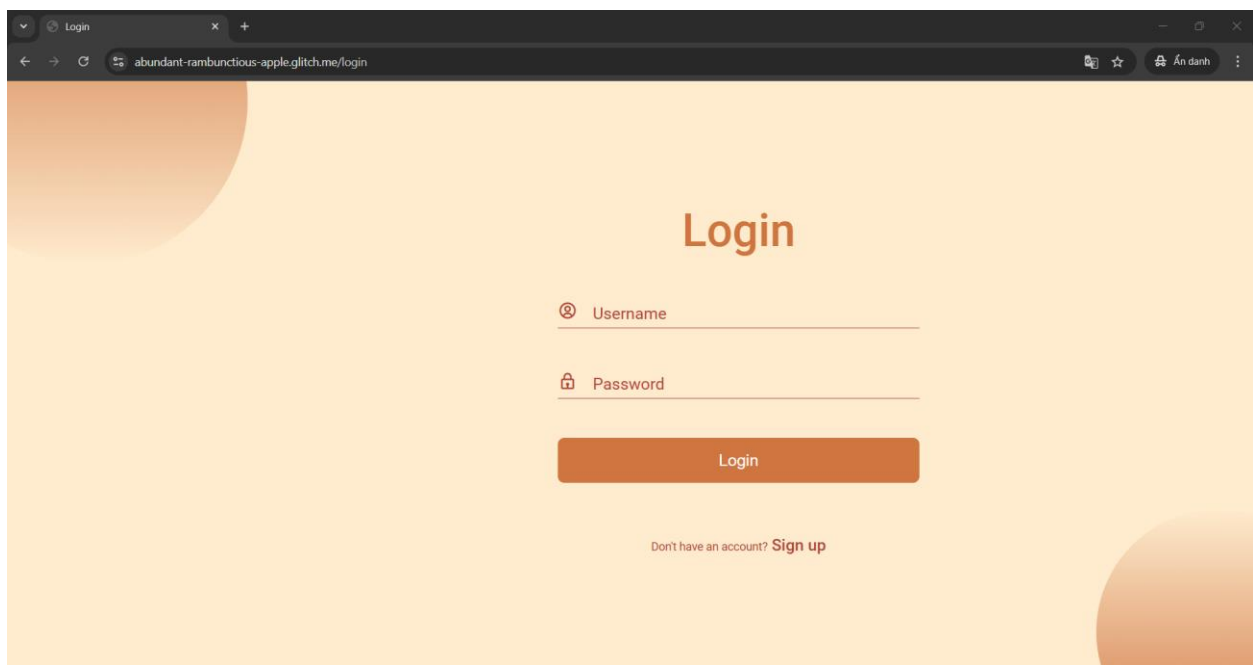 Login
abundant-rambunctious-apple.glitch.me/login
Ẩn danh
Login
Username
Password
Login
Don't have an account? Sign up